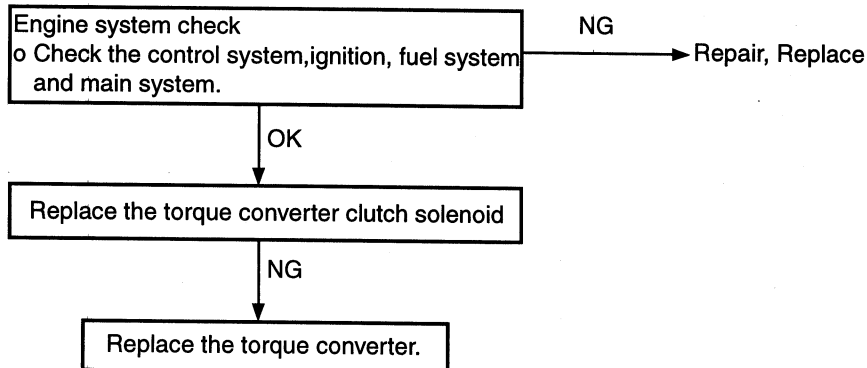 Engine system check
NG
o Check the control system,ignition, fuel system
Repair, Replace
and main system.
OK
Replace the torque converter clutch solenoid
NG
Replace the torque converter.